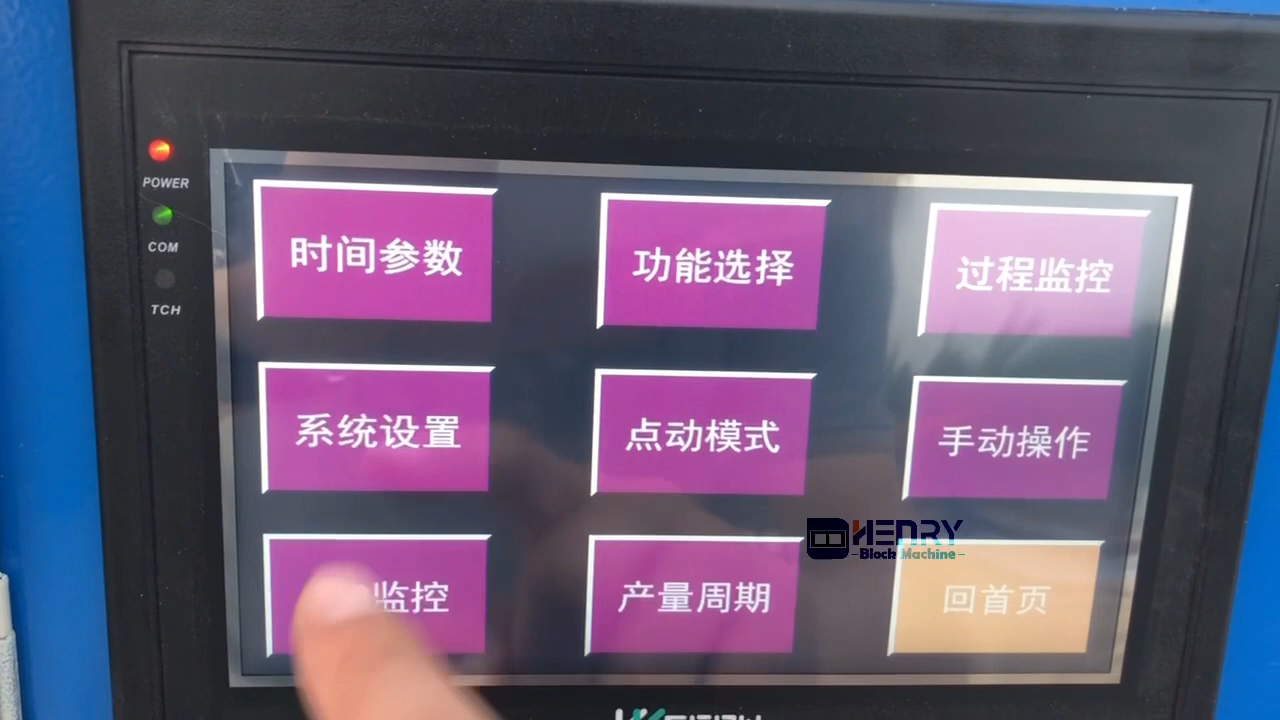 POWER
COM
TCH
时间参数
功能选择
过程监控
系统设置
点动模式
手动操作
监控
产量周期
回首页
HENRY
-Block Machine-